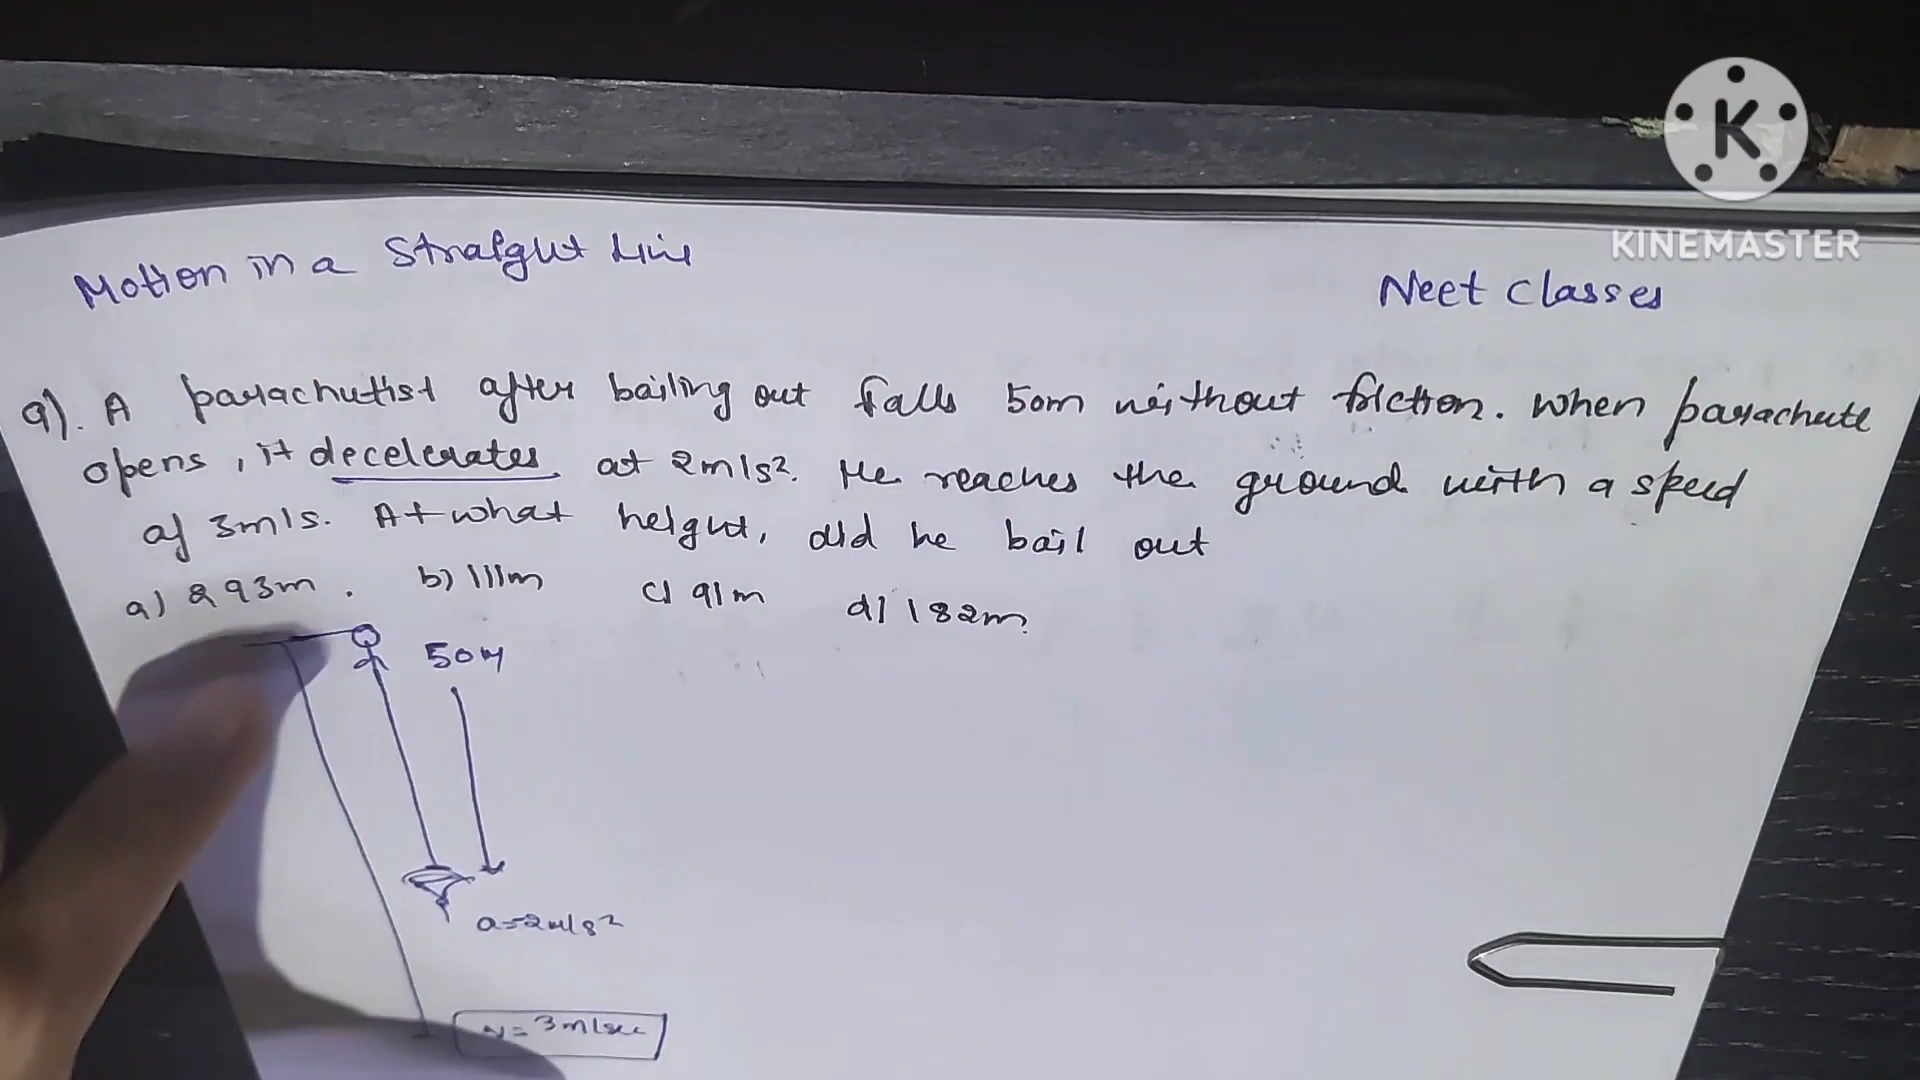 K
KINEMASTER
Motion in a Straight Line
Neet Classes
9). A parachutist after bailing out falls 50m without friction. When parachute
opens, it decelerates at 2m/s². He reaches the ground with a speed
of 3m/s. At what height, did he bail out
a) 293m. b) 111m c) 91m d) 182m.
50m
a=2m/s²
v=3m/sec